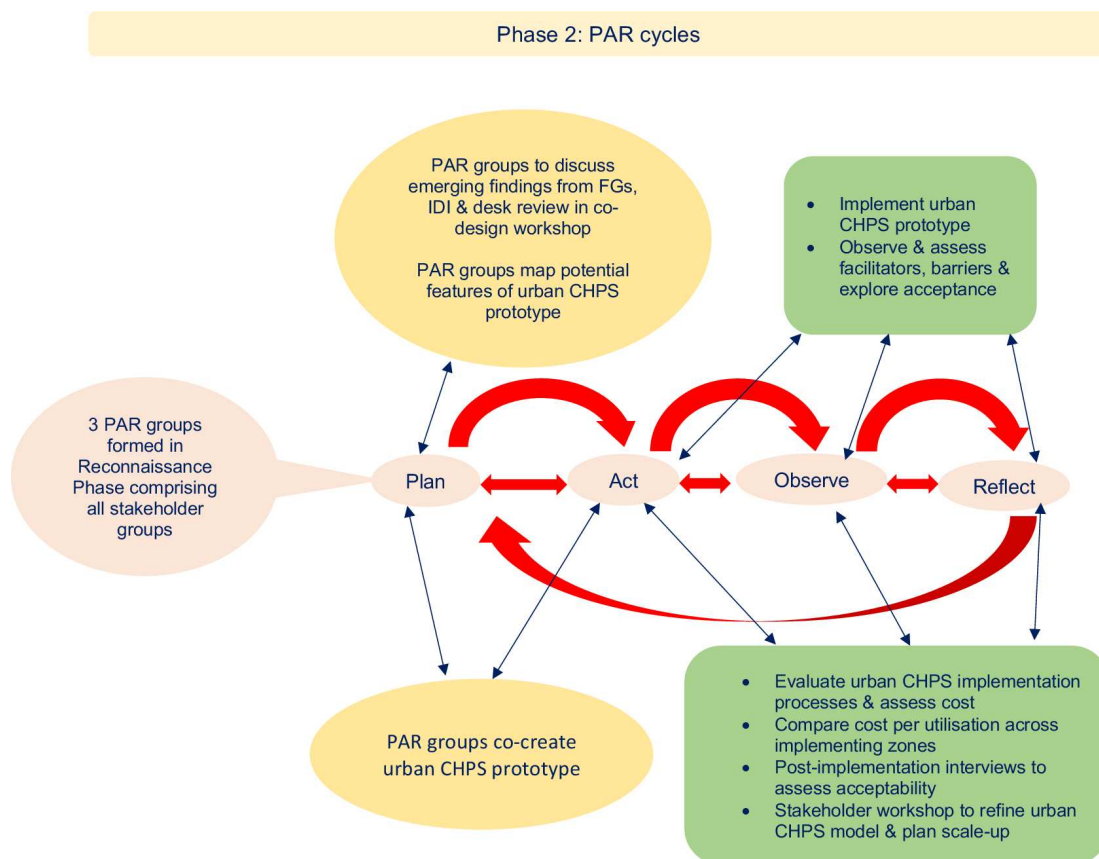 Phase 2: PAR cycles
PAR groups to discuss
emerging findings from FGs,
IDI & desk review in co-
design workshop
PAR groups map potential
features of urban CHPS
prototype
• Implement urban
CHPS prototype
• Observe & assess
facilitators, barriers &
explore acceptance
3 PAR groups
formed in
Reconnaissance
Phase comprising
all stakeholder
groups
Plan
Act
Observe
Reflect
PAR groups co-create
urban CHPS prototype
• Evaluate urban CHPS implementation
processes & assess cost
• Compare cost per utilisation across
implementing zones
• Post-implementation interviews to
assess acceptability
• Stakeholder workshop to refine urban
CHPS model & plan scale-up